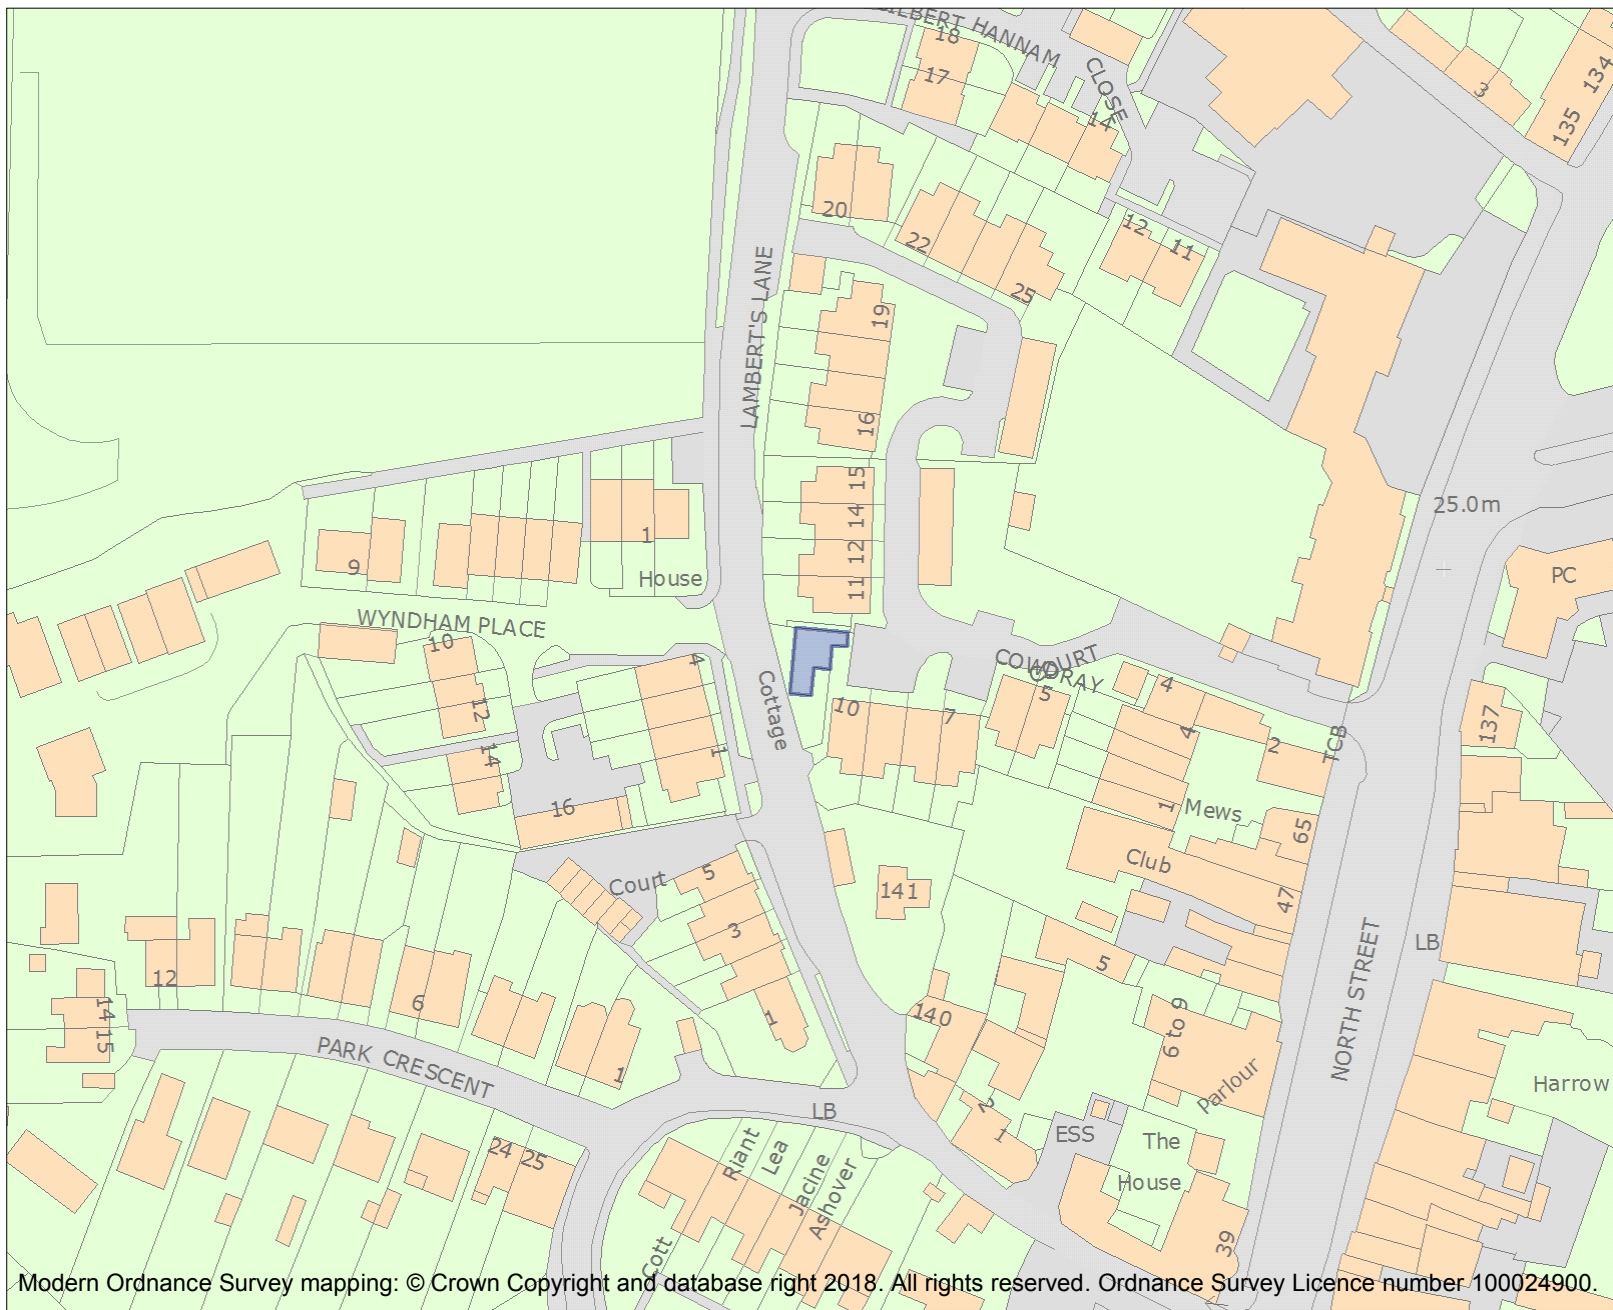 GILBERT HANNAM
CLOSE
18
17
14
3
134
135
20
22
25
12
11
19
16
LAMBERT'S LANE
15
14
12
11
25.0m
PC
1
House
9
WYNDHAM PLACE
10
12
14
16
4
1
Cottage
10
7
5
COWDRAY
COURT
4
4
1
2
TCB
137
Mews
65
Club
47
141
Court
5
3
1
LB
5
140
6 to 9
Parlour
NORTH STREET
12
14
15
6
1
PARK CRESCENT
LB
2
1
ESS
The
House
39
Harrow
24
25
Riant
Lea
Jacine
Ashover
Cott
Modern Ordnance Survey mapping: © Crown Copyright and database right 2018. All rights reserved. Ordnance Survey Licence number 100024900.